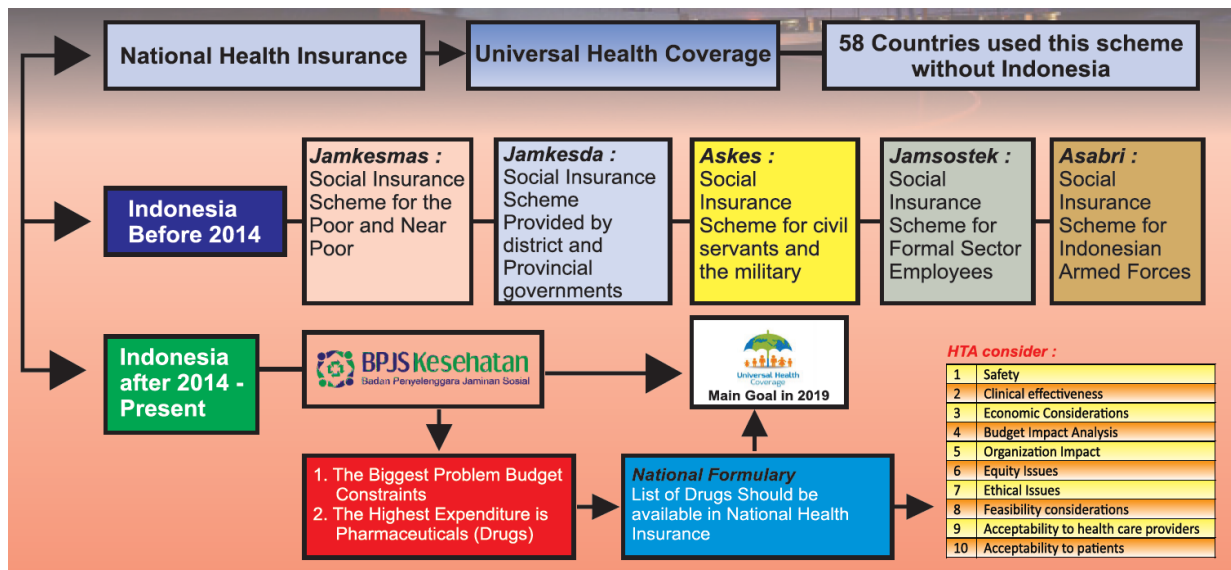 National Health Insurance
Universal Health Coverage
58 Countries used this scheme
without Indonesia
Indonesia
Before 2014
Jamkesmas :
Social Insurance
Scheme for the
Poor and Near
Poor
Jamkesda :
Social Insurance
Scheme
Provided by
district and
Provincial
governments
Askes :
Social
Insurance
Scheme for civil
servants and
the military
Jamsostek :
Social
Insurance
Scheme for
Formal Sector
Employees
Asabri :
Social
Insurance
Scheme for
Indonesian
Armed Forces
Indonesia
after 2014 -
Present
BPJS Kesehatan
Badan Penyelenggara Jaminan Sosial
Universal Health
Coverage
Main Goal in 2019
1. The Biggest Problem Budget
Constraints
2. The Highest Expenditure is
Pharmaceuticals (Drugs)
National Formulary
List of Drugs Should be
available in National Health
Insurance
HTA consider :
1 Safety
2 Clinical effectiveness
3 Economic Considerations
4 Budget Impact Analysis
5 Organization Impact
6 Equity Issues
7 Ethical Issues
8 Feasibility considerations
9 Acceptability to health care providers
10 Acceptability to patients